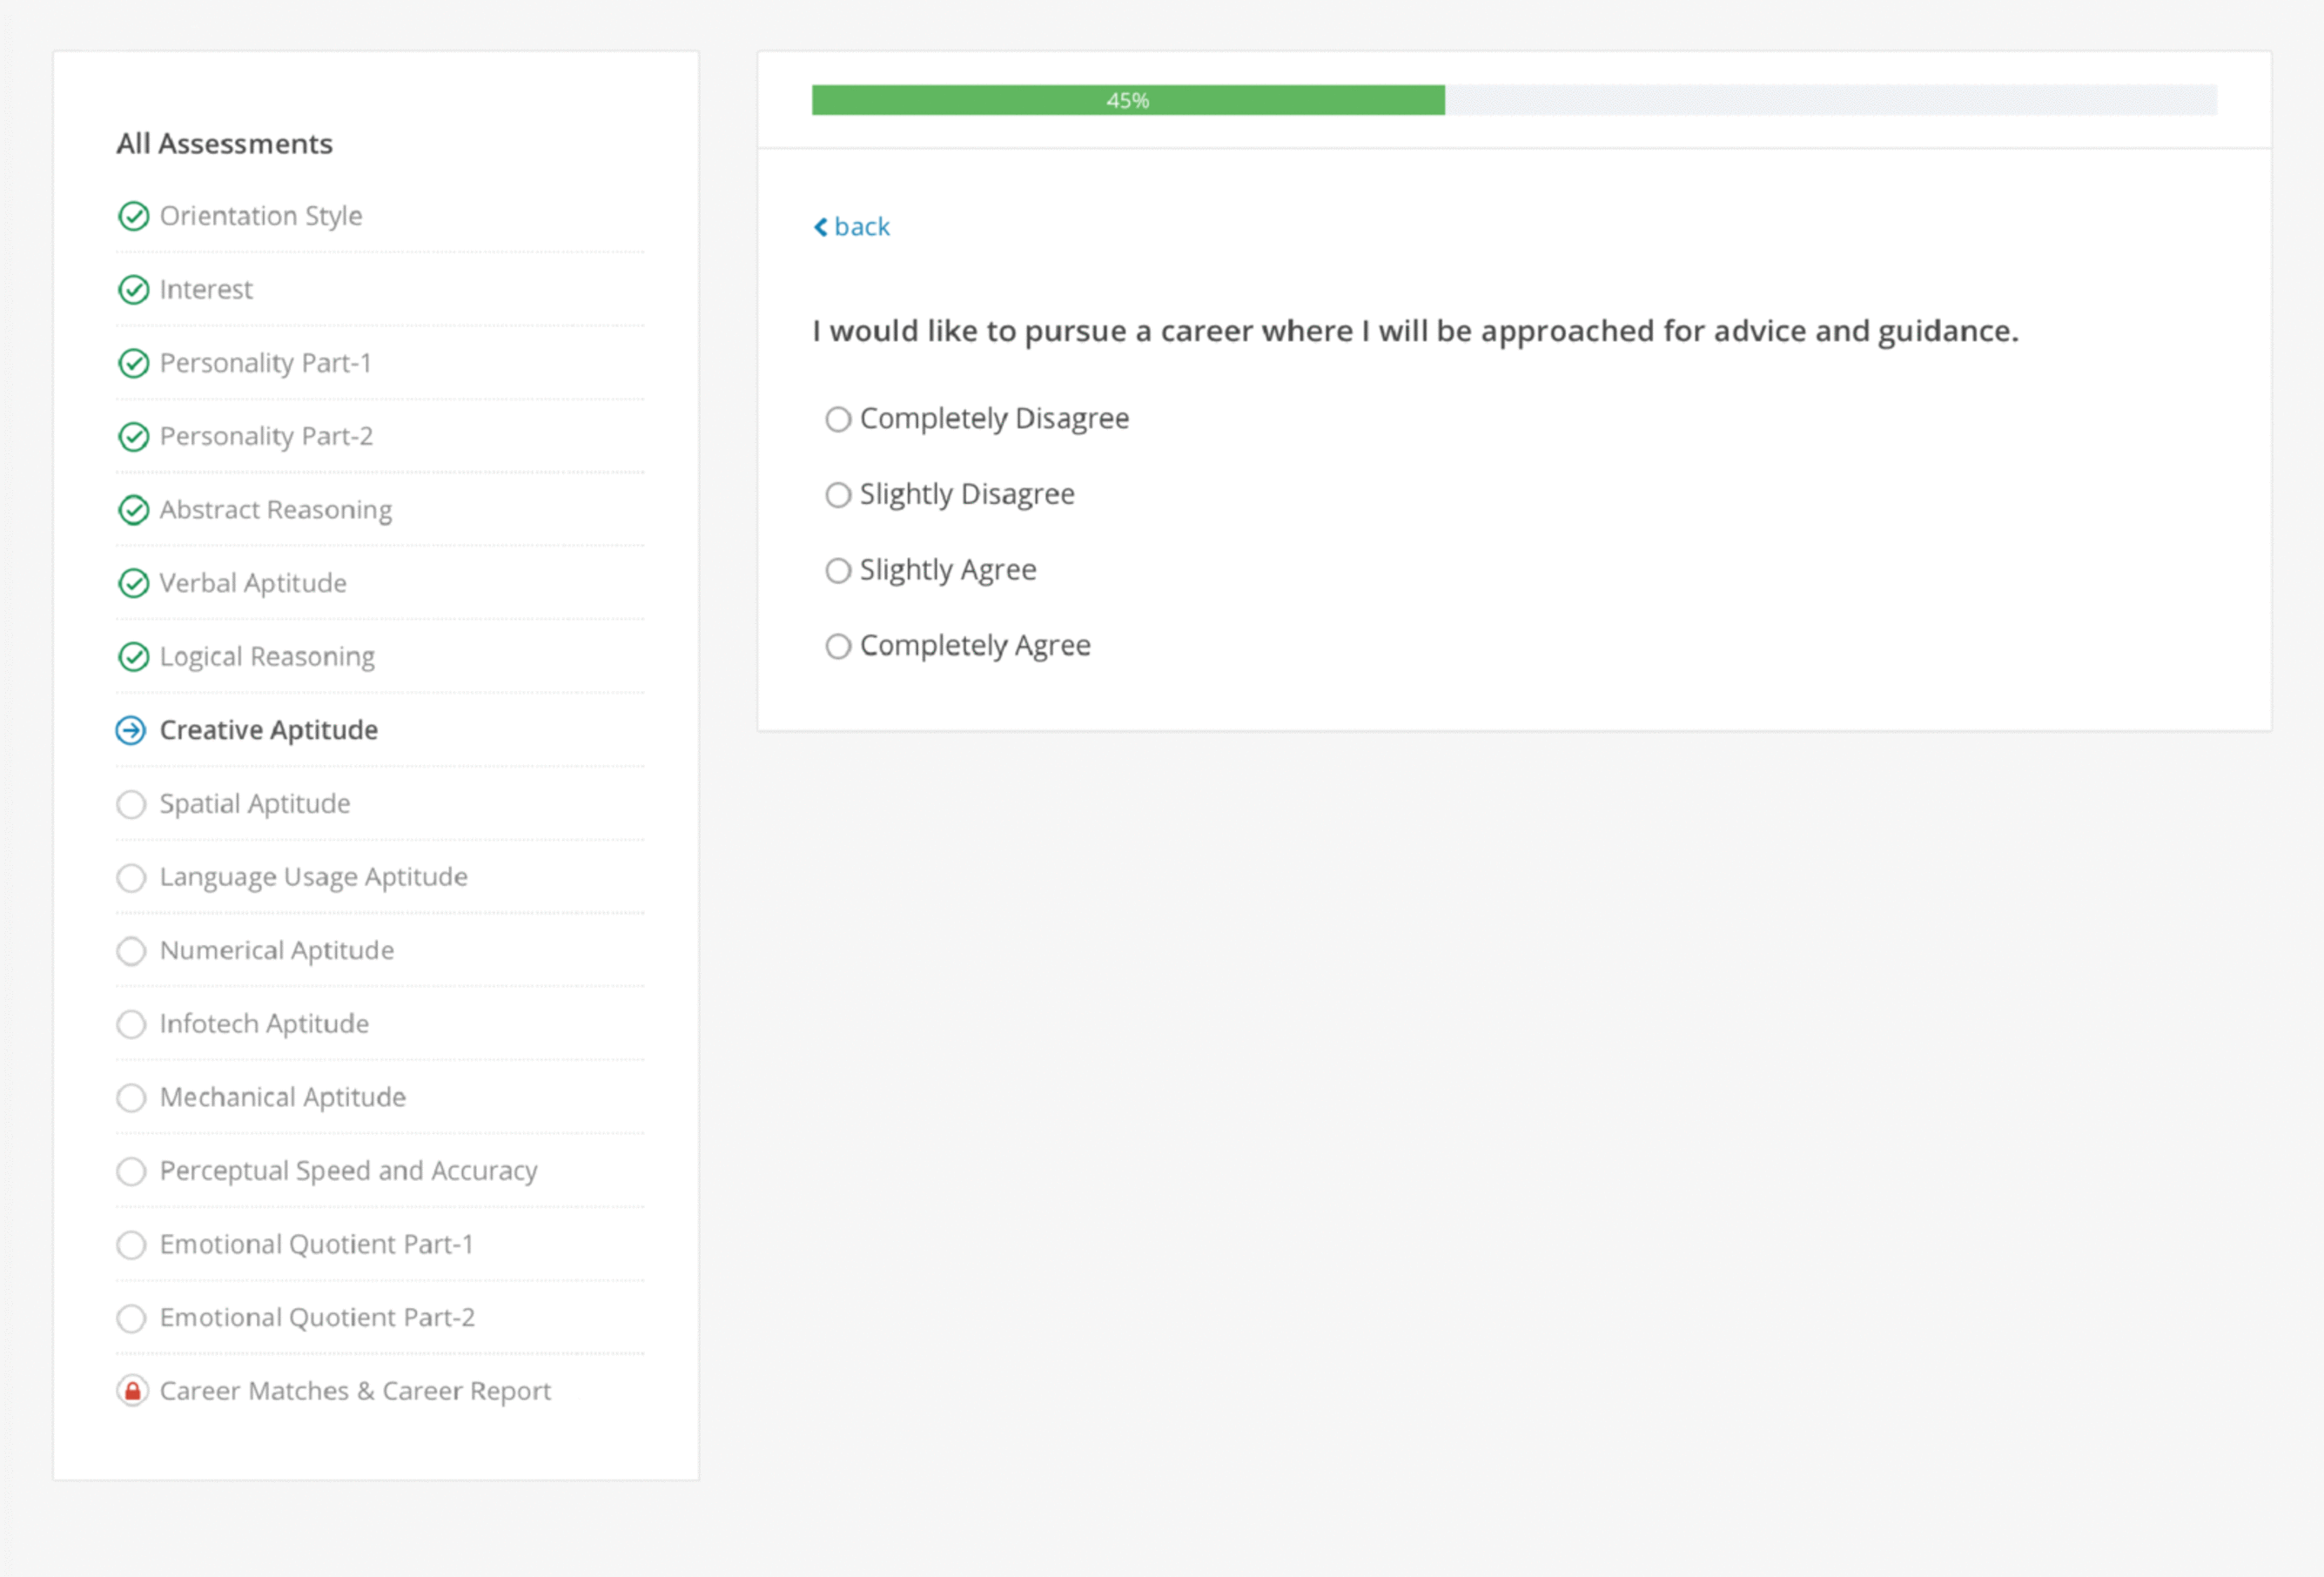 All Assessments
Orientation Style
Interest
Personality Part-1
Personality Part-2
Abstract Reasoning
Verbal Aptitude
Logical Reasoning
Creative Aptitude
Spatial Aptitude
Language Usage Aptitude
Numerical Aptitude
Infotech Aptitude
Mechanical Aptitude
Perceptual Speed and Accuracy
Emotional Quotient Part-1
Emotional Quotient Part-2
Career Matches & Career Report
45%
back
I would like to pursue a career where I will be approached for advice and guidance.
Completely Disagree
Slightly Disagree
Slightly Agree
Completely Agree